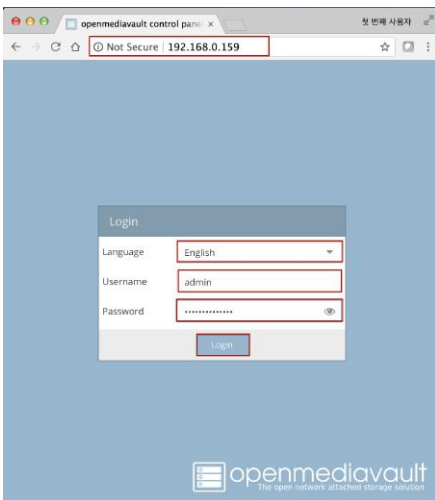 openmediavault control panel
첫 번째 사용자
Not Secure 192.168.0.159
Login
Language English
Username admin
Password •••••••••••••
Login
openmediavault
The open network attached storage solution